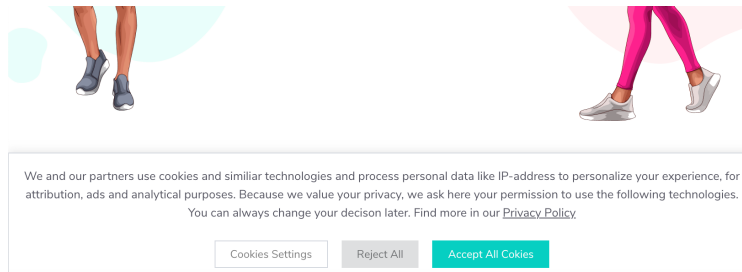 We and our partners use cookies and similiar technologies and process personal data like IP-address to personalize your experience, for
attribution, ads and analytical purposes. Because we value your privacy, we ask here your permission to use the following technologies.
You can always change your decison later. Find more in our Privacy Policy
Cookies Settings Reject All Accept All Cokies